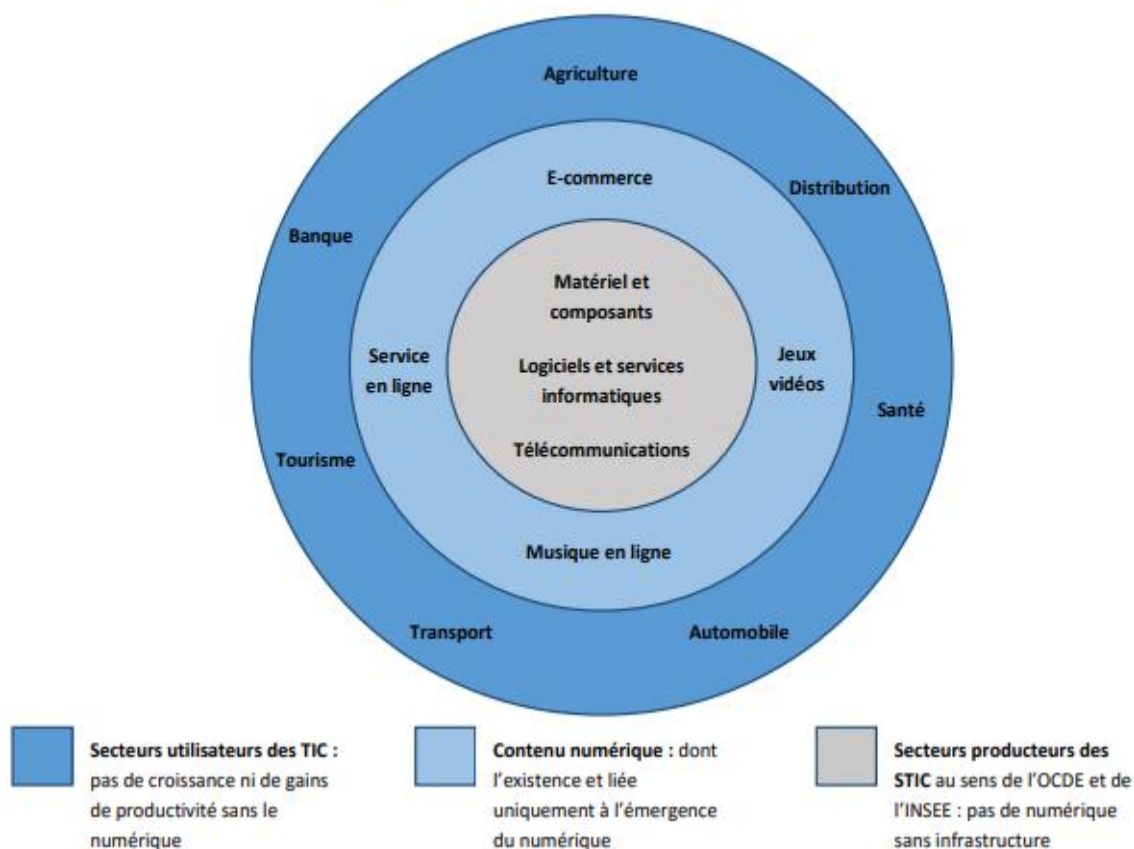 Agriculture
E-commerce
Distribution
Banque
Matériel et
composants
Service
en ligne
Logiciels et services
informatiques
Jeux
vidéos
Santé
Télécommunications
Tourisme
Musique en ligne
Transport
Automobile
Secteurs utilisateurs des TIC :
pas de croissance ni de gains
de productivité sans le
numérique
Contenu numérique : dont
l'existence et liée
uniquement à l'émergence
du numérique
Secteurs producteurs des
STIC au sens de l'OCDE et de
l'INSEE : pas de numérique
sans infrastructure